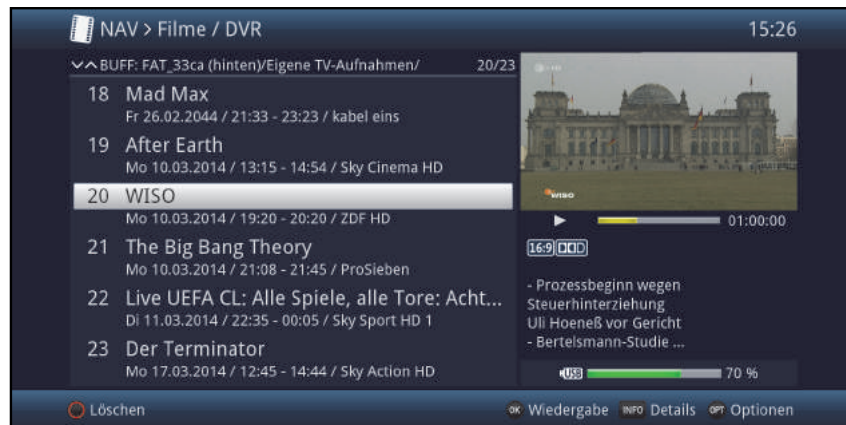 NAV > Filme / DVR
15:26
BUFF: FAT_33ca (hinten)/Eigene TV-Aufnahmen/
20/23
18 Mad Max
Fr 26.02.2044 / 21:33 - 23:23 / kabel eins
19 After Earth
Mo 10.03.2014 / 13:15 - 14:54 / Sky Cinema HD
20 WISO
Mo 10.03.2014 / 19:20 - 20:20 / ZDF HD
21 The Big Bang Theory
Mo 10.03.2014 / 21:08 - 21:45 / ProSieben
22 Live UEFA CL: Alle Spiele, alle Tore: Acht...
Di 11.03.2014 / 22:35 - 00:05 / Sky Sport HD 1
23 Der Terminator
Mo 17.03.2014 / 12:45 - 14:44 / Sky Action HD
WISO
01:00:00
16:9
- Prozessbeginn wegen
Steuerhinterziehung
Uli Hoeneß vor Gericht
- Bertelsmann-Studie ...
USB
70 %
Löschen
OK Wiedergabe INFO Details OPT Optionen